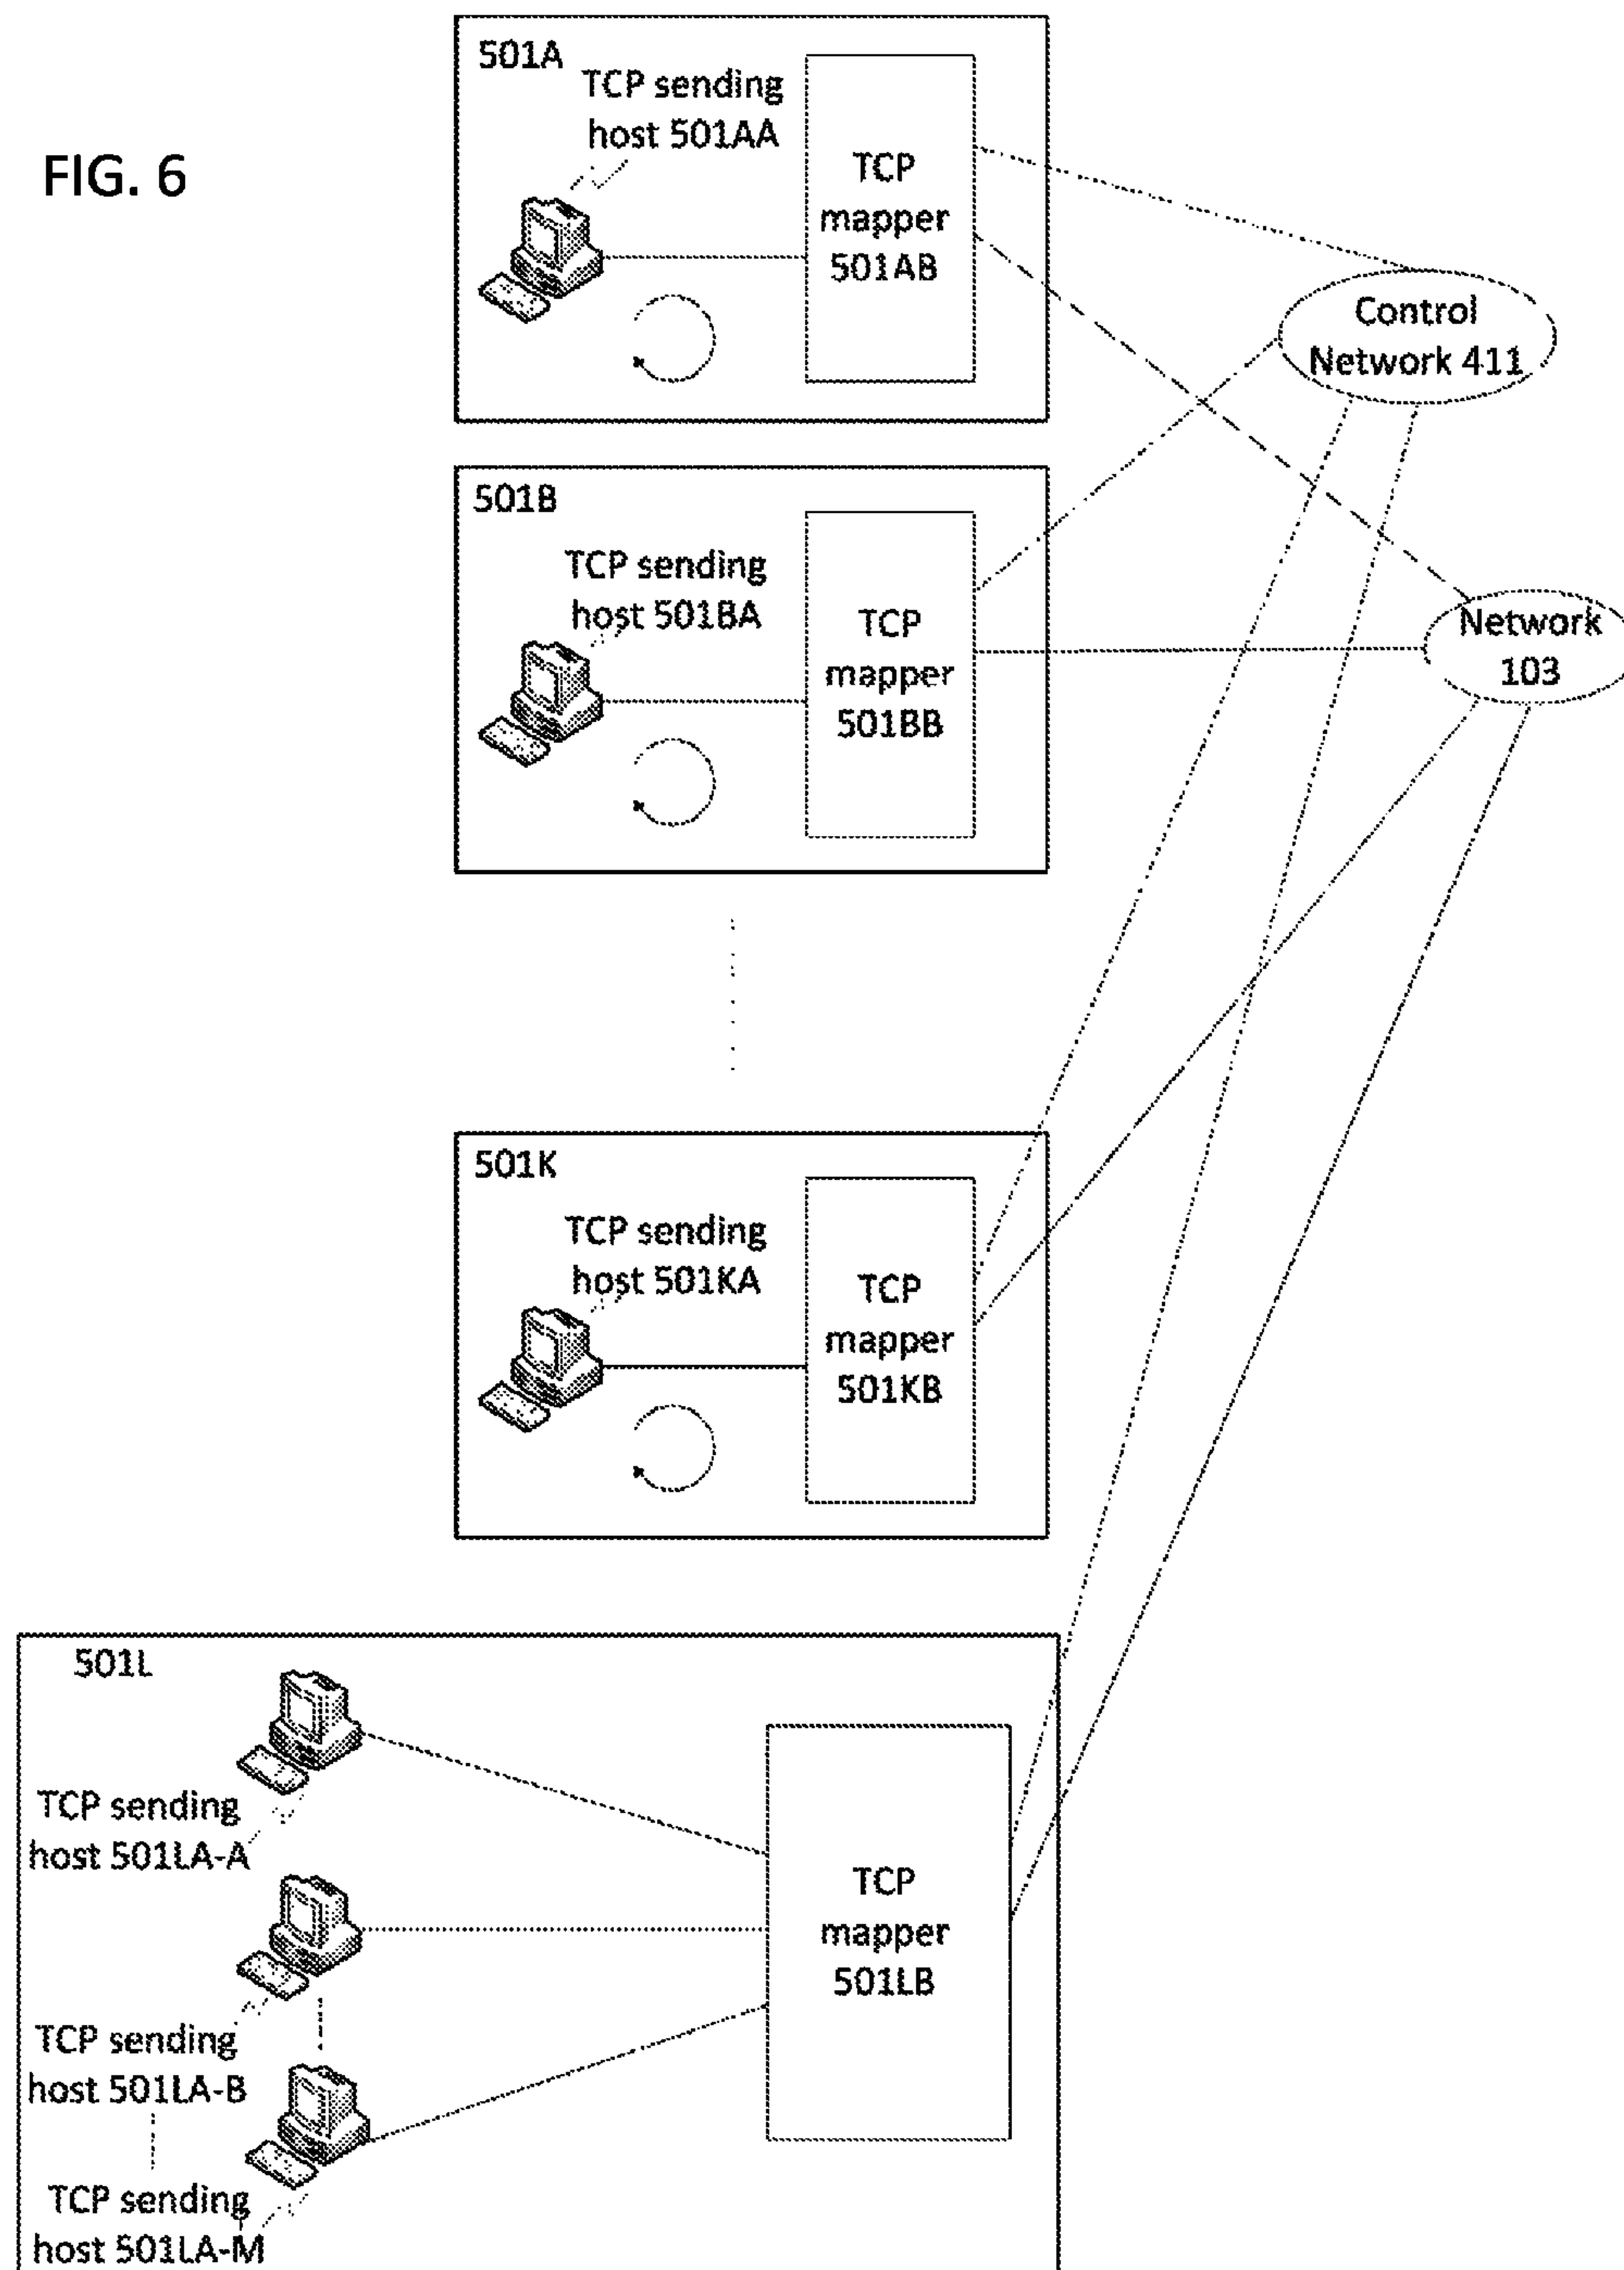 FIG. 6
501A
TCP sending
host 501AA
TCP
mapper
501AB
Control
Network 411
501B
TCP sending
host 501BA
TCP
mapper
501BB
Network
103
501K
TCP sending
host 501KA
TCP
mapper
501KB
501L
TCP sending
host 501LA-A
TCP
mapper
501LB
TCP sending
host 501LA-B
TCP sending
host 501LA-M